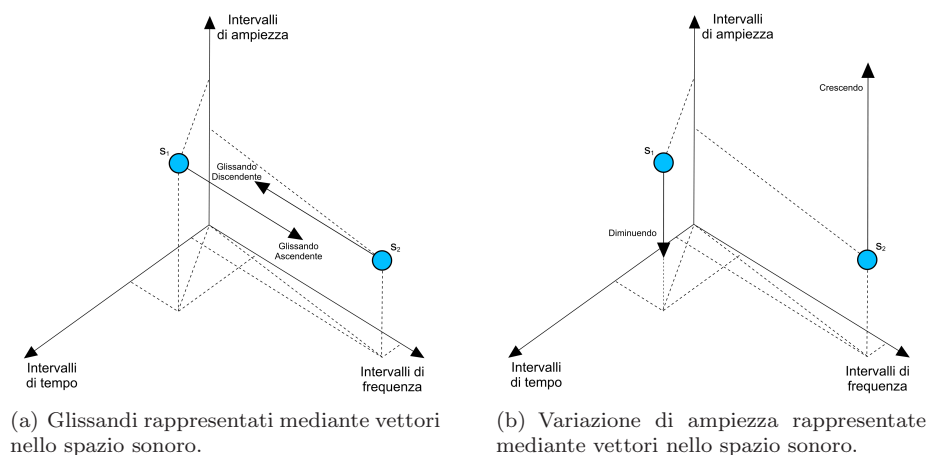 Intervalli
di ampiezza
S1
Glissando
Discendente
Glissando
Ascendente
S2
Intervalli
di tempo
Intervalli di
frequenza
(a) Glissandi rappresentati mediante vettori
nello spazio sonoro.
Intervalli
di ampiezza
Crescendo
S1
Diminuendo
S2
Intervalli
di tempo
Intervalli di
frequenza
(b) Variazione di ampiezza rappresentate
mediante vettori nello spazio sonoro.